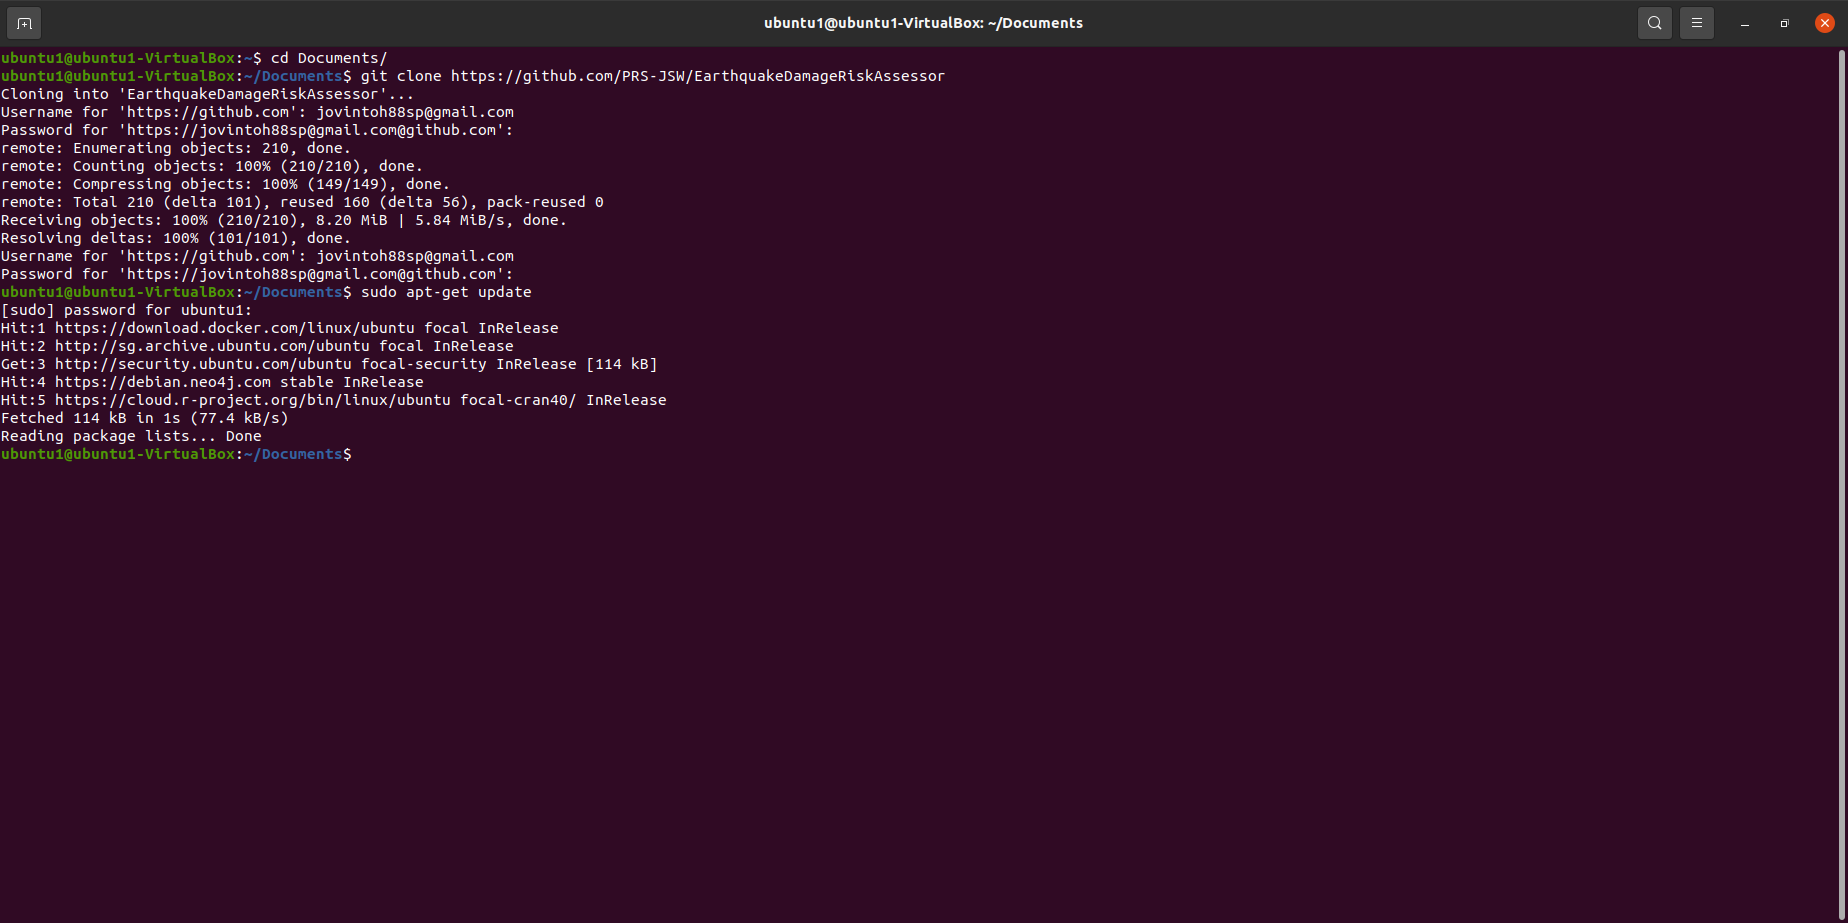 ubuntu1@ubuntu1-VirtualBox: ~/Documents
ubuntu1@ubuntu1-VirtualBox:~$ cd Documents/
ubuntu1@ubuntu1-VirtualBox:~/Documents$ git clone https://github.com/PRS-JSW/EarthquakeDamageRiskAssessor
Cloning into 'EarthquakeDamageRiskAssessor'...
Username for 'https://github.com': jovintoh88sp@gmail.com
Password for 'https://jovintoh88sp@gmail.com@github.com':
remote: Enumerating objects: 210, done.
remote: Counting objects: 100% (210/210), done.
remote: Compressing objects: 100% (149/149), done.
remote: Total 210 (delta 101), reused 160 (delta 56), pack-reused 0
Receiving objects: 100% (210/210), 8.20 MiB | 5.84 MiB/s, done.
Resolving deltas: 100% (101/101), done.
Username for 'https://github.com': jovintoh88sp@gmail.com
Password for 'https://jovintoh88sp@gmail.com@github.com':
ubuntu1@ubuntu1-VirtualBox:~/Documents$ sudo apt-get update
[sudo] password for ubuntu1:
Hit:1 https://download.docker.com/linux/ubuntu focal InRelease
Hit:2 http://sg.archive.ubuntu.com/ubuntu focal InRelease
Get:3 http://security.ubuntu.com/ubuntu focal-security InRelease [114 kB]
Hit:4 https://debian.neo4j.com stable InRelease
Hit:5 https://cloud.r-project.org/bin/linux/ubuntu focal-cran40/ InRelease
Fetched 114 kB in 1s (77.4 kB/s)
Reading package lists... Done
ubuntu1@ubuntu1-VirtualBox:~/Documents$